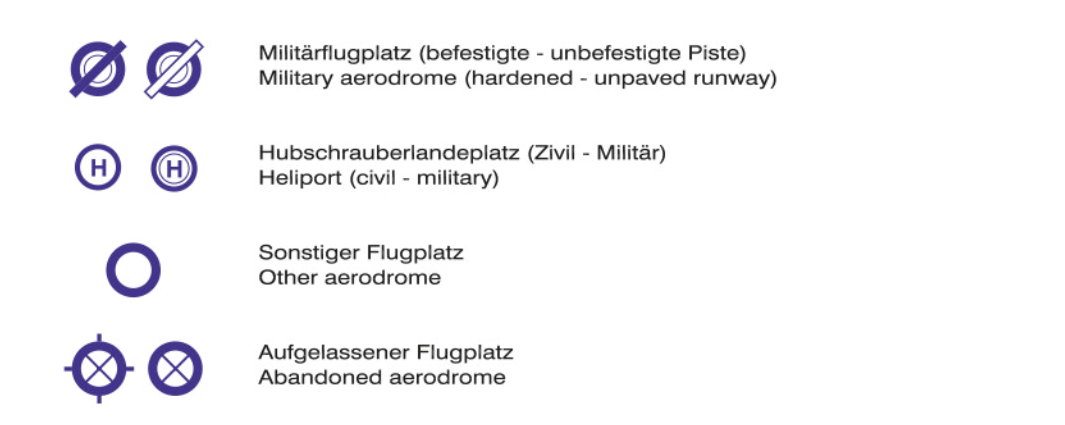 Militärflugplatz (befestigte - unbefestigte Piste)
Military aerodrome (hardened - unpaved runway)
H H
Hubschrauberlandeplatz (Zivil - Militär)
Heliport (civil - military)
Sonstiger Flugplatz
Other aerodrome
Aufgelassener Flugplatz
Abandoned aerodrome